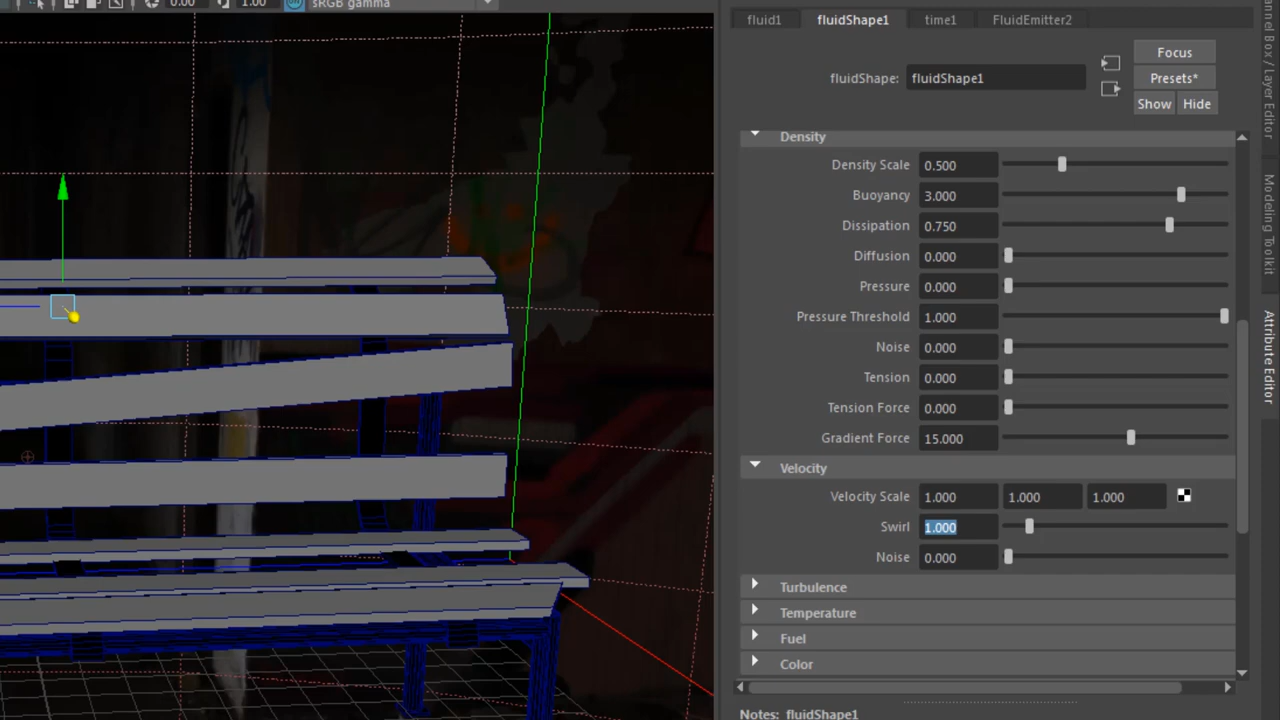 0.00 1.00 sRGB gamma
fluid1 fluidShape1 time1 FluidEmitter2
Focus
fluidShape: fluidShape1 Presets*
Show Hide
Density
Density Scale 0.500
Buoyancy 3.000
Dissipation 0.750
Diffusion 0.000
Pressure 0.000
Pressure Threshold 1.000
Noise 0.000
Tension 0.000
Tension Force 0.000
Gradient Force 15.000
Velocity
Velocity Scale 1.000 1.000 1.000
Swirl 1.000
Noise 0.000
Turbulence
Temperature
Fuel
Color
Notes: fluidShape1
Box / Layer Editor
Modeling Toolkit
Attribute Editor